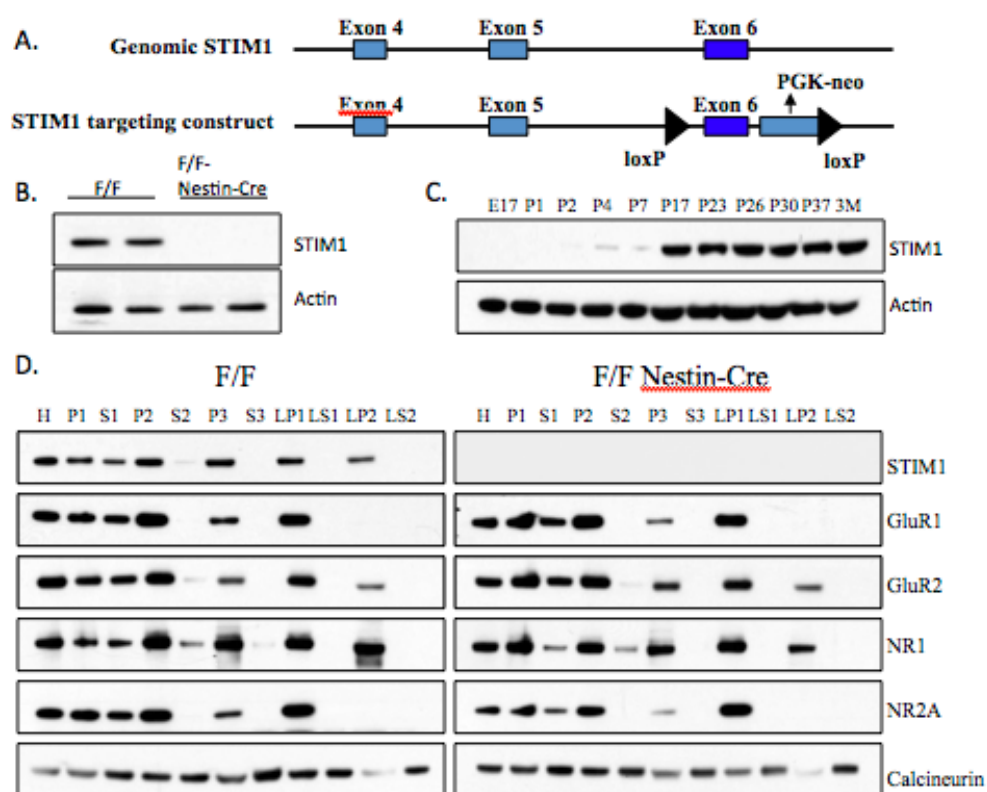 A.
Genomic STIM1
Exon 4 Exon 5 Exon 6
PGK-neo
STIM1 targeting construct
Exon 4 Exon 5 Exon 6
loxP loxP
B.
F/F F/F-
Nestin-Cre
STIM1
Actin
C.
E17 P1 P2 P4 P7 P17 P23 P26 P30 P37 3M
STIM1
Actin
D.
F/F F/F Nestin-Cre
H P1 S1 P2 S2 P3 S3 LP1 LS1 LP2 LS2 H P1 S1 P2 S2 P3 S3 LP1 LS1 LP2 LS2
STIM1
GluR1
GluR2
NR1
NR2A
Calcineurin